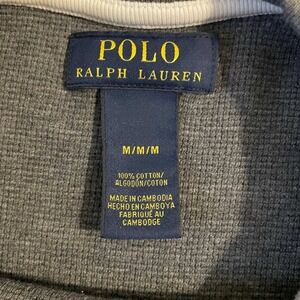 POLO
RALPH LAUREN
M/M/M
100% COTTON/
ALGODÓN/COTON
MADE IN CAMBODIA
HECHO EN CAMBOYA
FABRIQUÉ AU
CAMBODGE